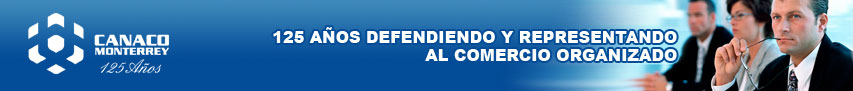 CANACO
MONTERREY
125 Años
125 AÑOS DEFENDIENDO Y REPRESENTANDO
AL COMERCIO ORGANIZADO